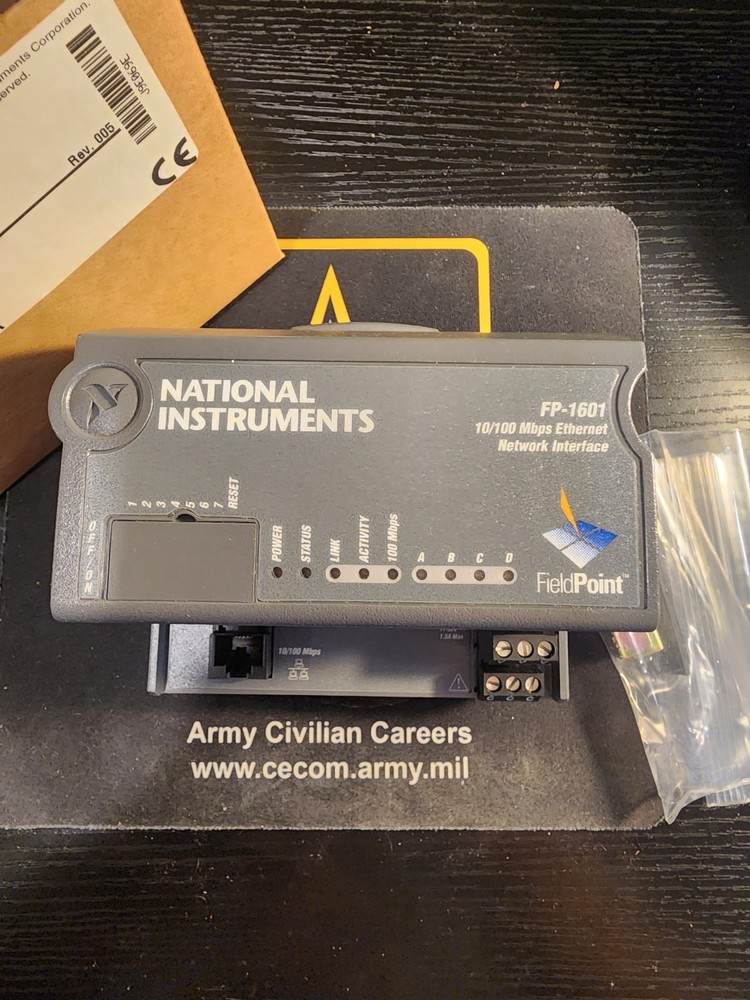 uments Corporation.
erved.
J9E069E
Rev. 005
CE
NATIONAL
INSTRUMENTS
FP-1601
10/100 Mbps Ethernet
Network Interface
1
2
3
4
5
6
7
RESET
OFF/ON
POWER
STATUS
LINK
ACTIVITY
100 Mbps
A
B
C
D
FieldPoint™
10/100 Mbps
1.5A Max
Army Civilian Careers
www.cecom.army.mil